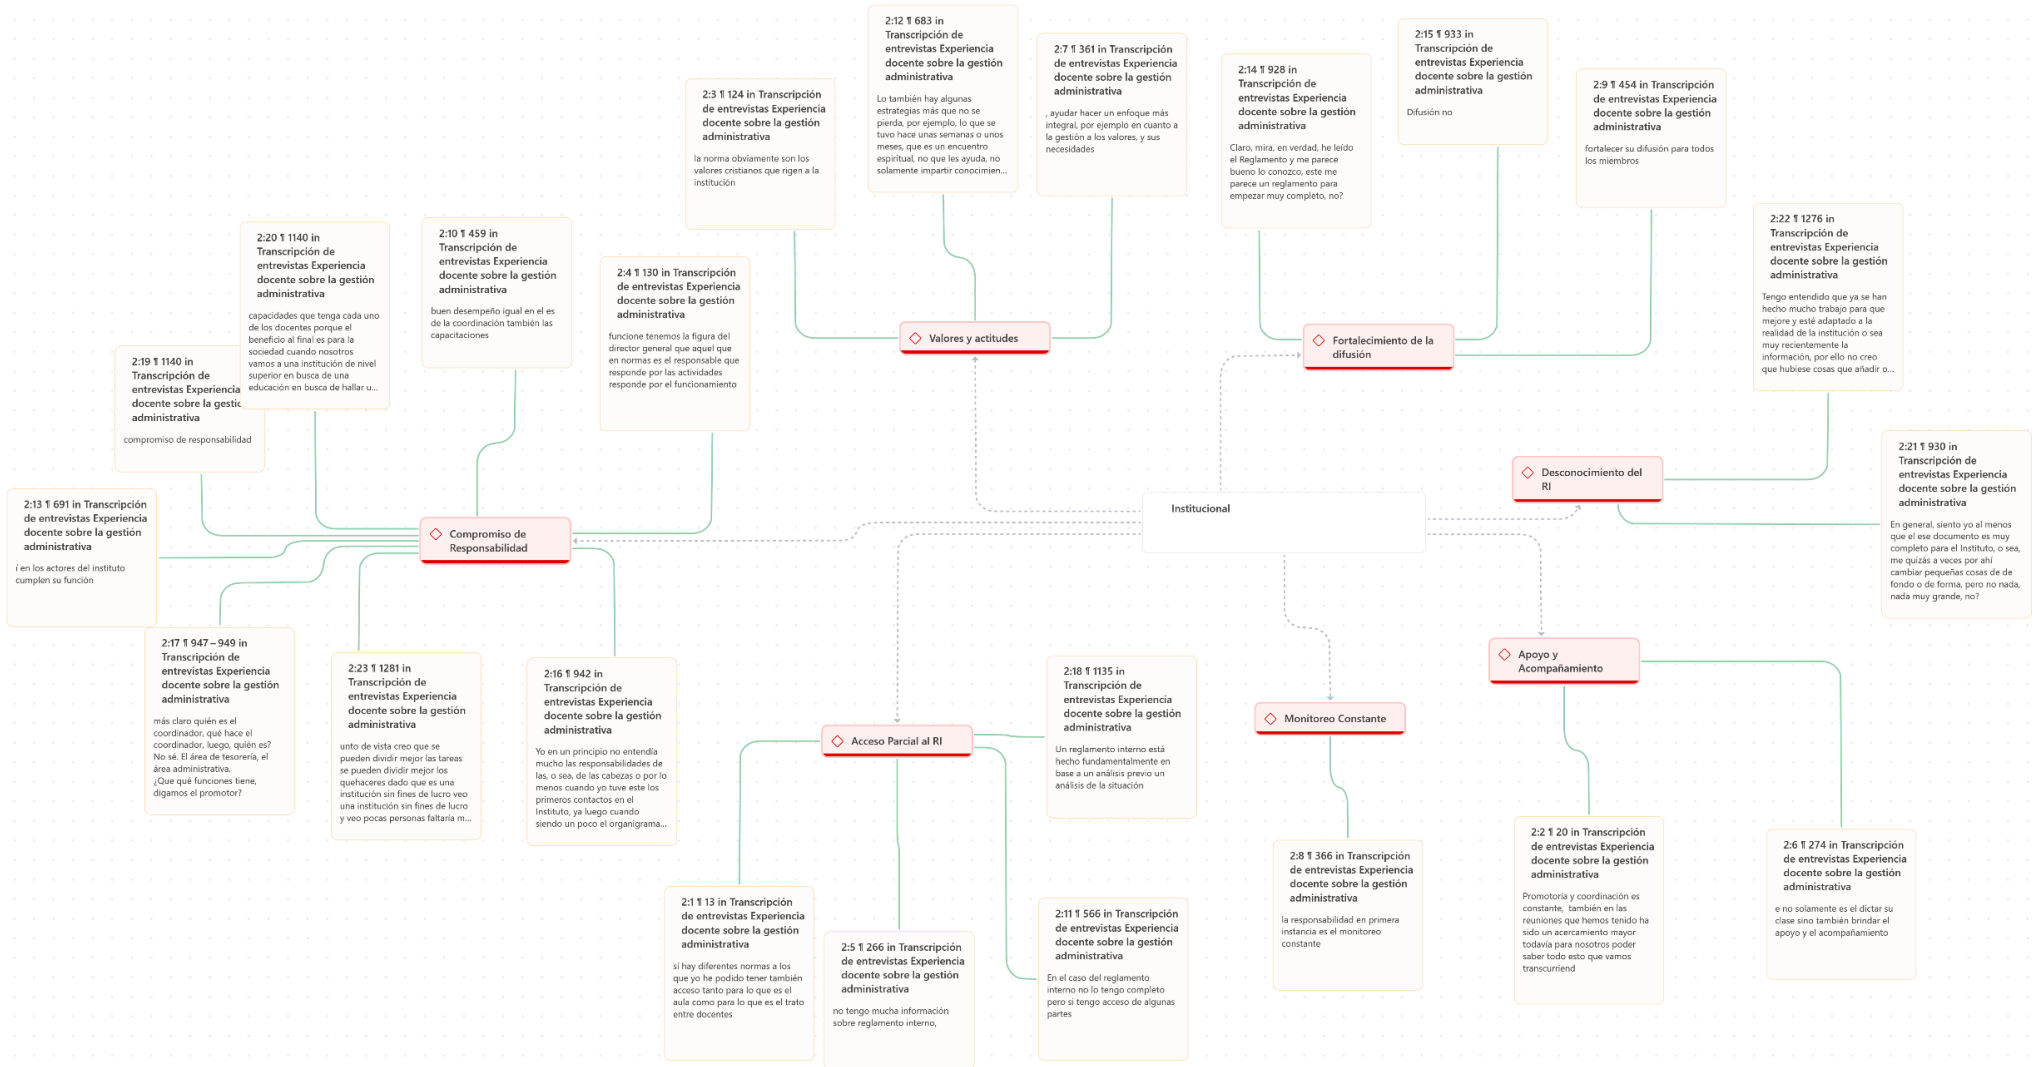 2:12 ¶ 683 in
Transcripción de
entrevistas Experiencia
docente sobre la gestión
administrativa
Lo también hay algunas
estrategias más que no se
pierda, por ejemplo, lo que se
tuvo hace unas semanas o unos
meses, que es un encuentro
espiritual, no que les ayuda, no
solamente impartir conocimien...
2:7 ¶ 361 in Transcripción
de entrevistas Experiencia
docente sobre la gestión
administrativa
, ayudar hacer un enfoque más
integral, por ejemplo en cuanto a
la gestión a los valores, y sus
necesidades
2:3 ¶ 124 in Transcripción
de entrevistas Experiencia
docente sobre la gestión
administrativa
la norma obviamente son los
valores cristianos que rigen a la
institución
2:14 ¶ 928 in
Transcripción de
entrevistas Experiencia
docente sobre la gestión
administrativa
Claro, mira, en verdad, he leído
el Reglamento y me parece
bueno lo conozco, este me
parece un reglamento para
empezar muy completo, no?
2:15 ¶ 933 in
Transcripción de
entrevistas Experiencia
docente sobre la gestión
administrativa
Difusión no
2:9 ¶ 454 in Transcripción
de entrevistas Experiencia
docente sobre la gestión
administrativa
fortalecer su difusión para todos
los miembros
2:22 ¶ 1276 in
Transcripción de
entrevistas Experiencia
docente sobre la gestión
administrativa
Tengo entendido que ya se han
hecho mucho trabajo para que
mejore y esté adaptado a la
realidad de la institución o sea
muy recientemente la
información, por ello no creo
que hubiese cosas que añadir o...
2:20 ¶ 1140 in
Transcripción de
entrevistas Experiencia
docente sobre la gestión
administrativa
capacidades que tenga cada uno
de los docentes porque el
beneficio al final es para la
sociedad cuando nosotros
vamos a una institución de nivel
superior en busca de una
educación en busca de hallar u...
2:10 ¶ 459 in
Transcripción de
entrevistas Experiencia
docente sobre la gestión
administrativa
buen desempeño igual en el es
de la coordinación también las
capacitaciones
2:4 ¶ 130 in Transcripción
de entrevistas Experiencia
docente sobre la gestión
administrativa
funcione tenemos la figura del
director general que aquel que
en normas es el responsable que
responde por las actividades
responde por el funcionamiento
2:19 ¶ 1140 in
Transcripción de
entrevistas Experiencia
docente sobre la gestió
administrativa
compromiso de responsabilidad
Valores y actitudes
Fortalecimiento de la
difusión
Desconocimiento del
RI
2:21 ¶ 930 in
Transcripción de
entrevistas Experiencia
docente sobre la gestión
administrativa
En general, siento yo al menos
que el ese documento es muy
completo para el Instituto, o sea,
me quizás a veces por ahí
cambiar pequeñas cosas de de
fondo o de forma, pero no nada,
nada muy grande, no?
Institucional
2:13 ¶ 691 in Transcripción
de entrevistas Experiencia
docente sobre la gestión
administrativa
í en los actores del instituto
cumplen su función
Compromiso de
Responsabilidad
2:17 ¶ 947 – 949 in
Transcripción de
entrevistas Experiencia
docente sobre la gestión
administrativa
más claro quién es el
coordinador, qué hace el
coordinador, luego, quién es?
No sé. El área de tesorería, el
área administrativa.
¿Que qué funciones tiene,
digamos el promotor?
2:23 ¶ 1281 in
Transcripción de
entrevistas Experiencia
docente sobre la gestión
administrativa
unto de vista creo que se
pueden dividir mejor las tareas
se pueden dividir mejor los
quehaceres dado que es una
institución sin fines de lucro veo
una institución sin fines de lucro
y veo pocas personas faltaría m...
2:16 ¶ 942 in
Transcripción de
entrevistas Experiencia
docente sobre la gestión
administrativa
Yo en un principio no entendía
mucho las responsabilidades de
las, o sea, de las cabezas o por lo
menos cuando yo tuve este los
primeros contactos en el
Instituto, ya luego cuando
siendo un poco el organigrama...
Acceso Parcial al RI
2:18 ¶ 1135 in
Transcripción de
entrevistas Experiencia
docente sobre la gestión
administrativa
Un reglamento interno está
hecho fundamentalmente en
base a un análisis previo un
análisis de la situación
Monitoreo Constante
Apoyo y
Acompañamiento
2:1 ¶ 13 in Transcripción
de entrevistas Experiencia
docente sobre la gestión
administrativa
sí hay diferentes normas a los
que yo he podido tener también
acceso tanto para lo que es el
aula como para lo que es el trato
entre docentes
2:5 ¶ 266 in Transcripción
de entrevistas Experiencia
docente sobre la gestión
administrativa
no tengo mucha información
sobre reglamento interno,
2:11 ¶ 566 in Transcripción
de entrevistas Experiencia
docente sobre la gestión
administrativa
En el caso del reglamento
interno no lo tengo completo
pero si tengo acceso de algunas
partes
2:8 ¶ 366 in Transcripción
de entrevistas Experiencia
docente sobre la gestión
administrativa
la responsabilidad en primera
instancia es el monitoreo
constante
2:2 ¶ 20 in Transcripción
de entrevistas Experiencia
docente sobre la gestión
administrativa
Promotoría y coordinación es
constante, también en las
reuniones que hemos tenido ha
sido un acercamiento mayor
todavía para nosotros poder
saber todo esto que vamos
transcurriend
2:6 ¶ 274 in Transcripción
de entrevistas Experiencia
docente sobre la gestión
administrativa
e no solamente es el dictar su
clase sino también brindar el
apoyo y el acompañamiento